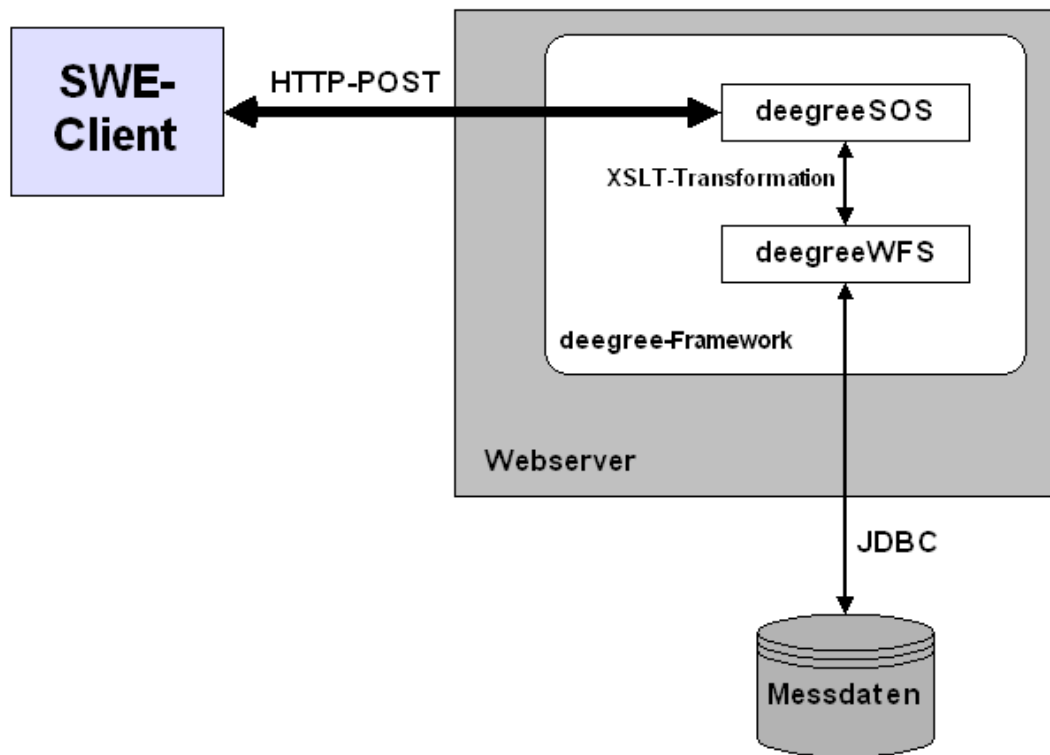 SWE-
Client
HTTP-POST
deegreeSOS
XSLT-Transformation
deegreeWFS
deegree-Framework
Webserver
JDBC
Messdaten